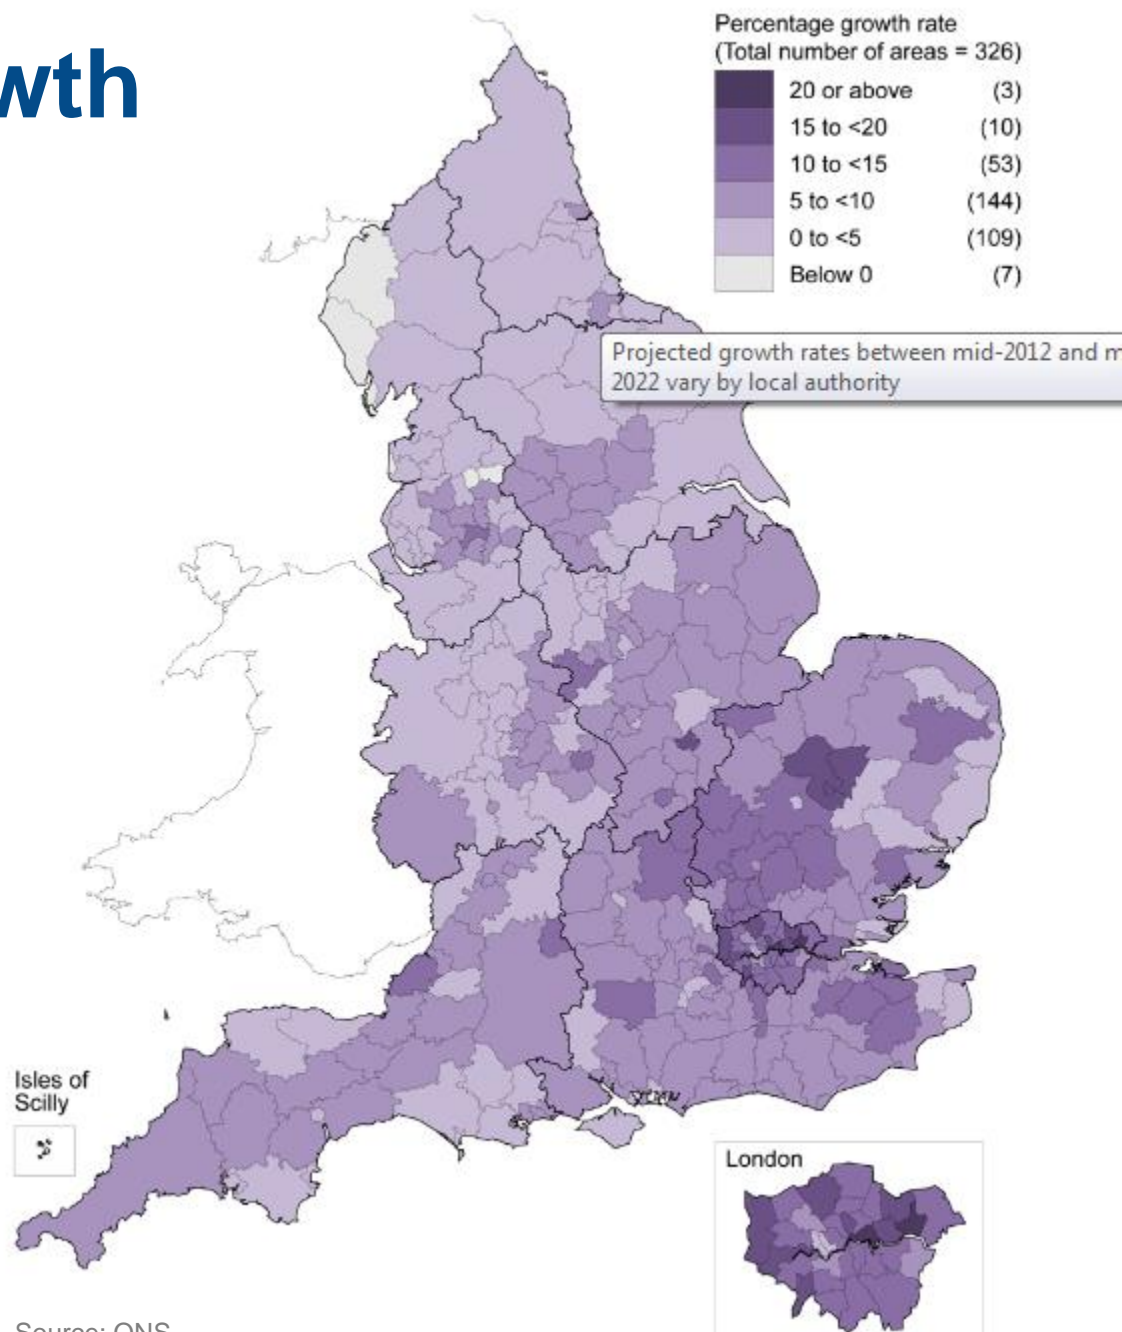 wth
Percentage growth rate
(Total number of areas = 326)
20 or above (3)
15 to <20 (10)
10 to <15 (53)
5 to <10 (144)
0 to <5 (109)
Below 0 (7)
Projected growth rates between mid-2012 and m
2022 vary by local authority
Isles of
Scilly
London
Source: ONS